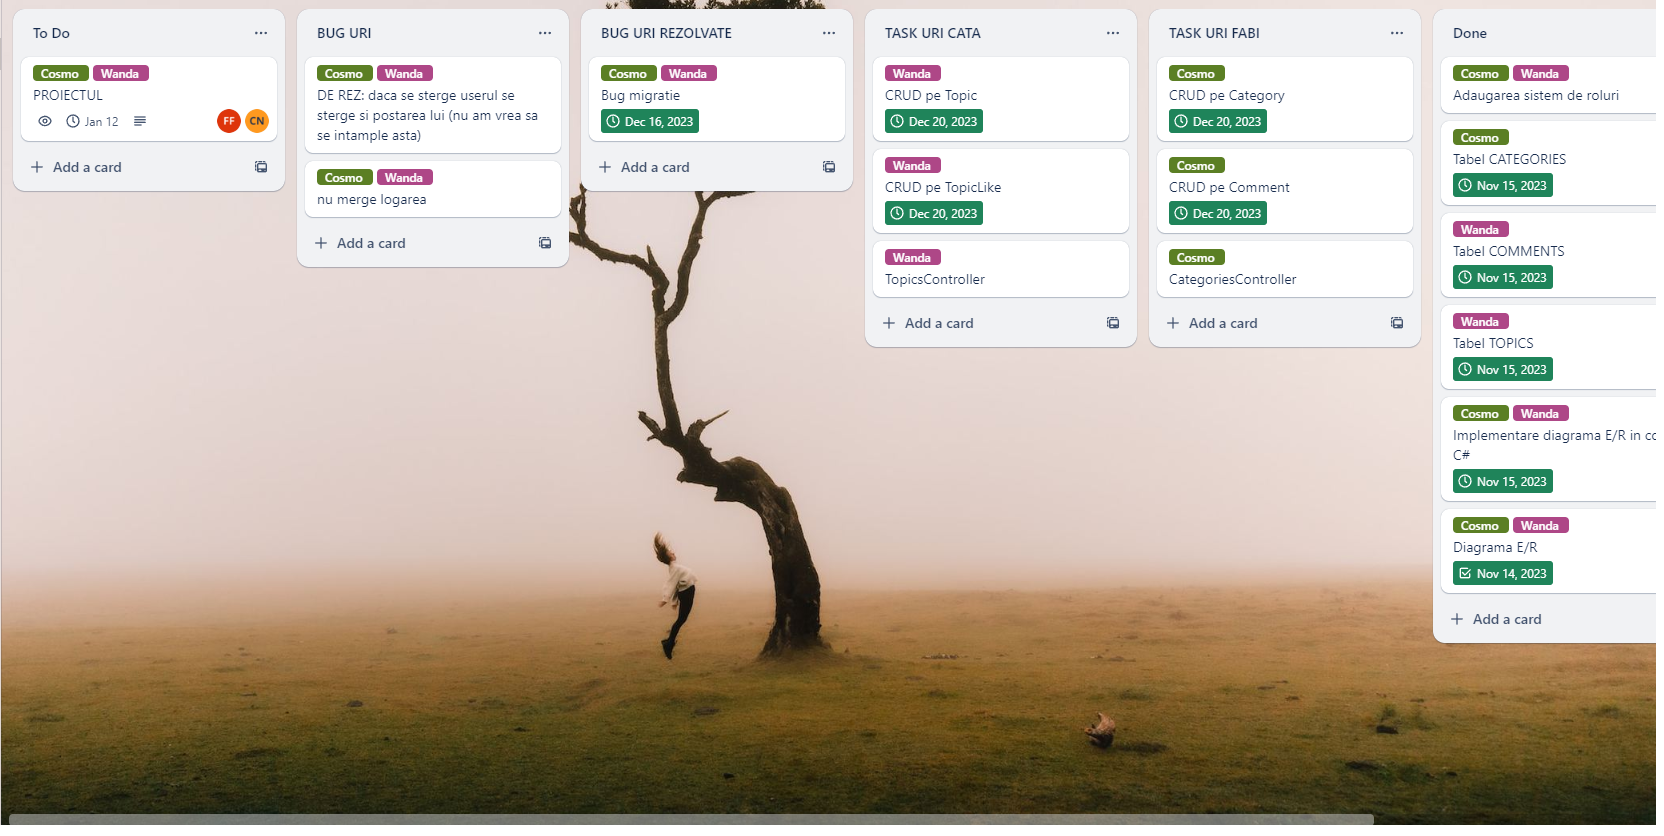 To Do
Cosmo Wanda
PROIECTUL
Jan 12
FF CN
Add a card
BUG URI
Cosmo Wanda
DE REZ: daca se sterge userul se
sterge si postarea lui (nu am vrea sa
se intample asta)
Cosmo Wanda
nu merge logarea
Add a card
BUG URI REZOLVATE
Cosmo Wanda
Bug migratie
Dec 16, 2023
Add a card
TASK URI CATA
Wanda
CRUD pe Topic
Dec 20, 2023
Wanda
CRUD pe TopicLike
Dec 20, 2023
Wanda
TopicsController
Add a card
TASK URI FABI
Cosmo
CRUD pe Category
Dec 20, 2023
Cosmo
CRUD pe Comment
Dec 20, 2023
Cosmo
CategoriesController
Add a card
Done
Cosmo Wanda
Adaugarea sistem de roluri
Cosmo
Tabel CATEGORIES
Nov 15, 2023
Wanda
Tabel COMMENTS
Nov 15, 2023
Wanda
Tabel TOPICS
Nov 15, 2023
Cosmo Wanda
Implementare diagrama E/R in
C#
Nov 15, 2023
Cosmo Wanda
Diagrama E/R
Nov 14, 2023
Add a card